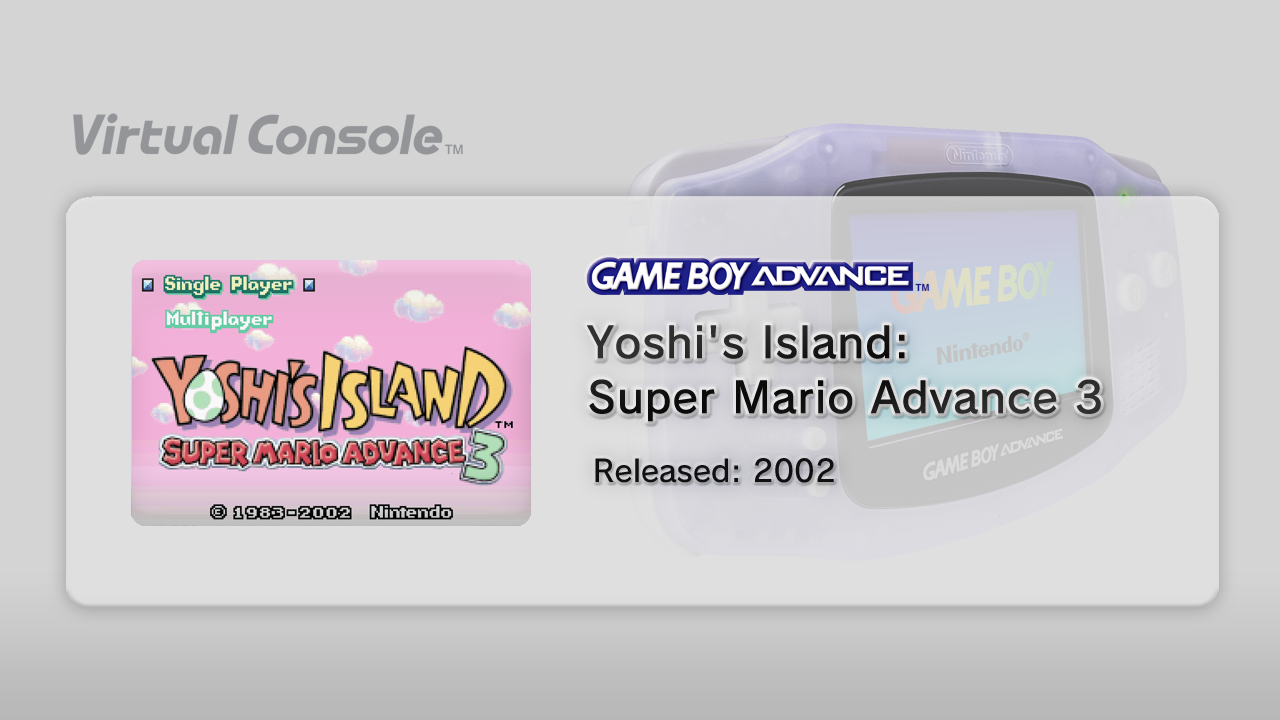 Virtual Console™
Nintendo
Single Player
Multiplayer
YOSHI'S ISLAND™
SUPER MARIO ADVANCE 3
© 1983-2002 Nintendo
GAME BOY ADVANCE™
Yoshi's Island:
Super Mario Advance 3
Released: 2002
GAME BOY
Nintendo®
GAME BOY ADVANCE